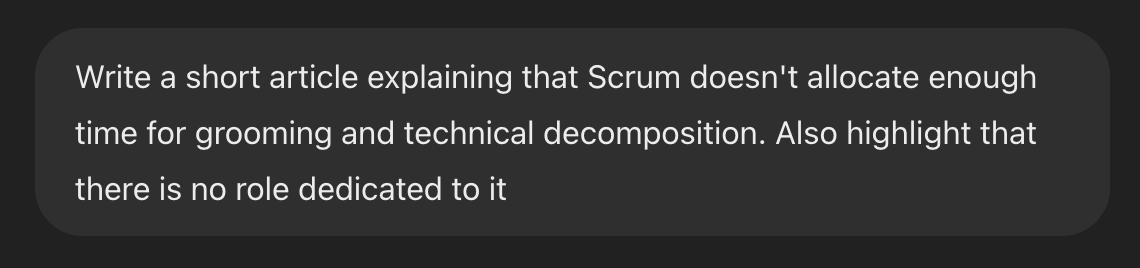 Write a short article explaining that Scrum doesn't allocate enough
time for grooming and technical decomposition. Also highlight that
there is no role dedicated to it